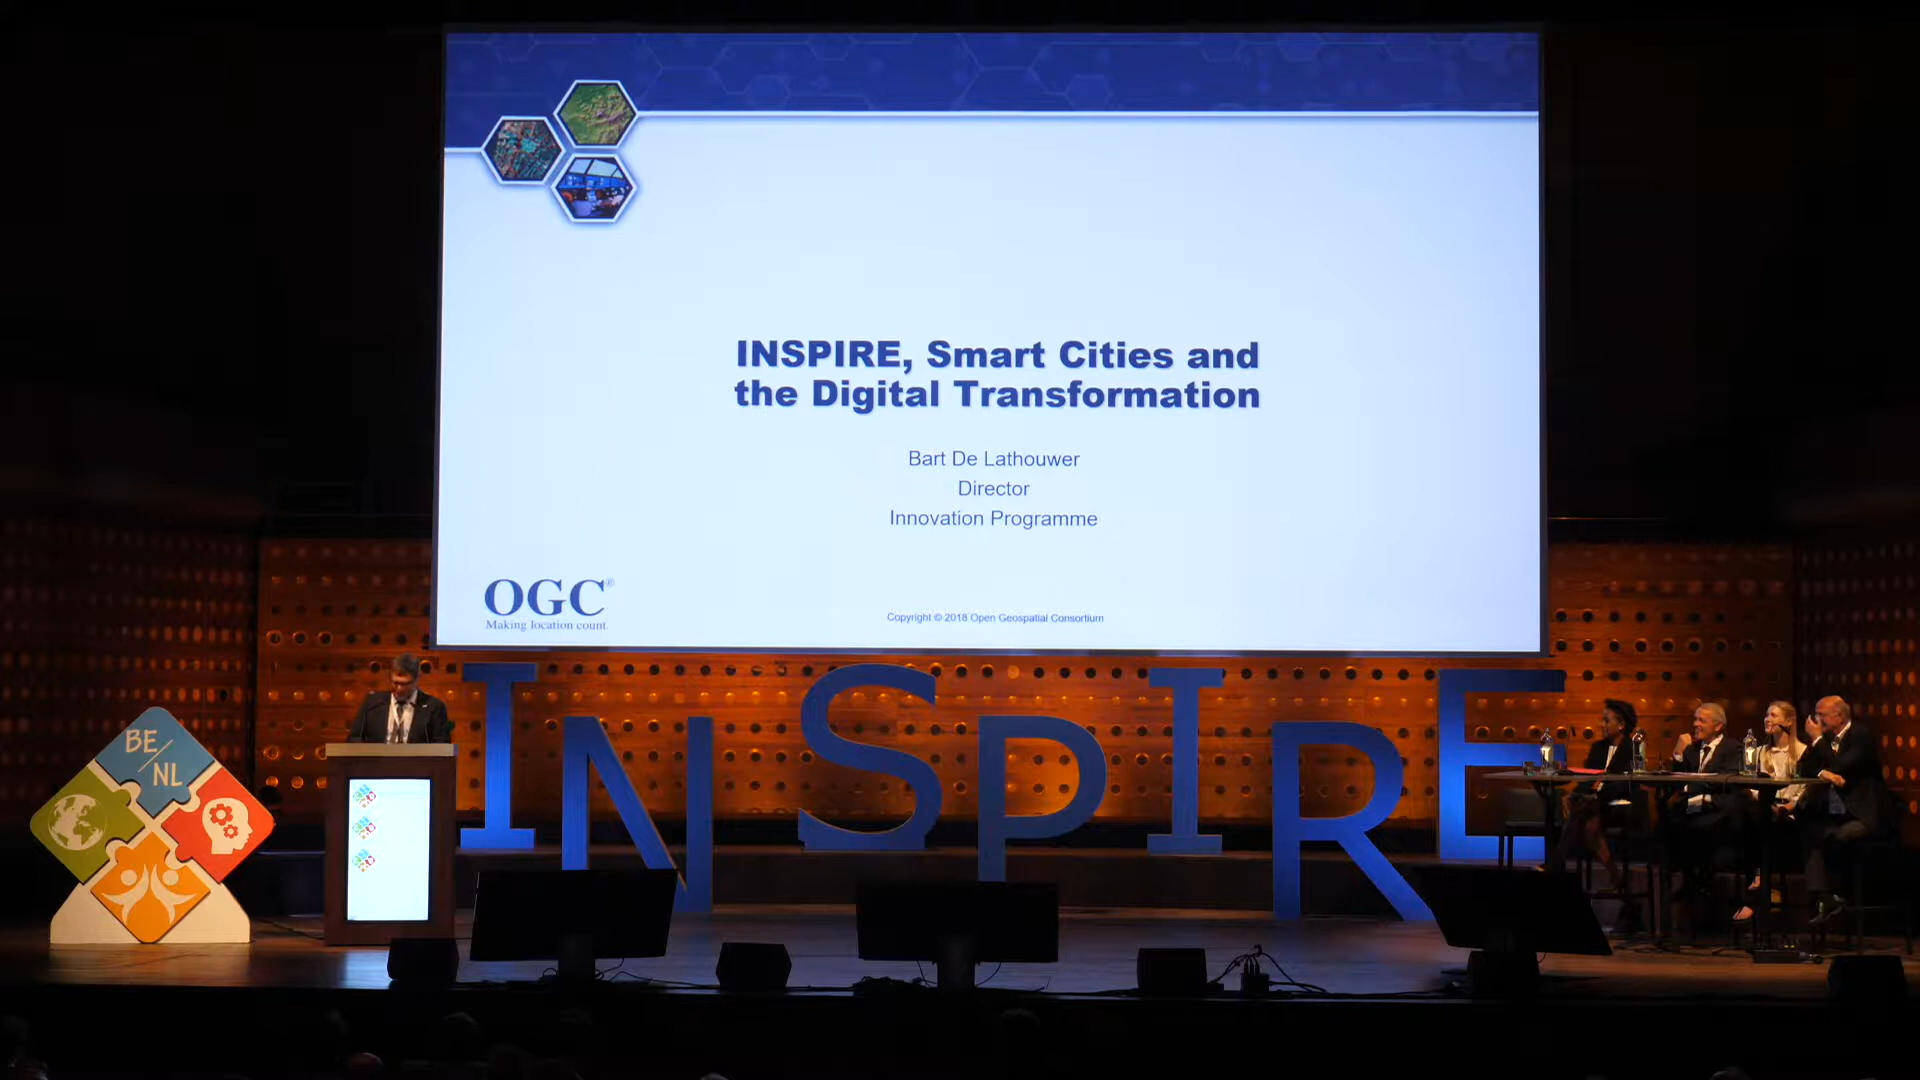 INSPIRE, Smart Cities and
the Digital Transformation
Bart De Lathouwer
Director
Innovation Programme
OGC®
Making location count.
Copyright © 2018 Open Geospatial Consortium
INSPIRE
BE/
NL